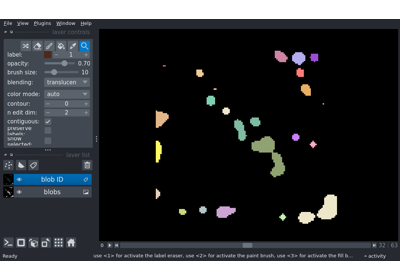 File View Plugins Window Help
layer controls
label: 1
opacity: 0.70
brush size: 10
blending: translucen
color mode: auto
contour: 0
n edit dim: 2
contiguous:
preserve labels:
show selected:
layer list
blob ID
blobs
32 63
Ready
use <1> for activate the label eraser, use <2> for activate the paint brush, use <3> for activate the fill b...
activity